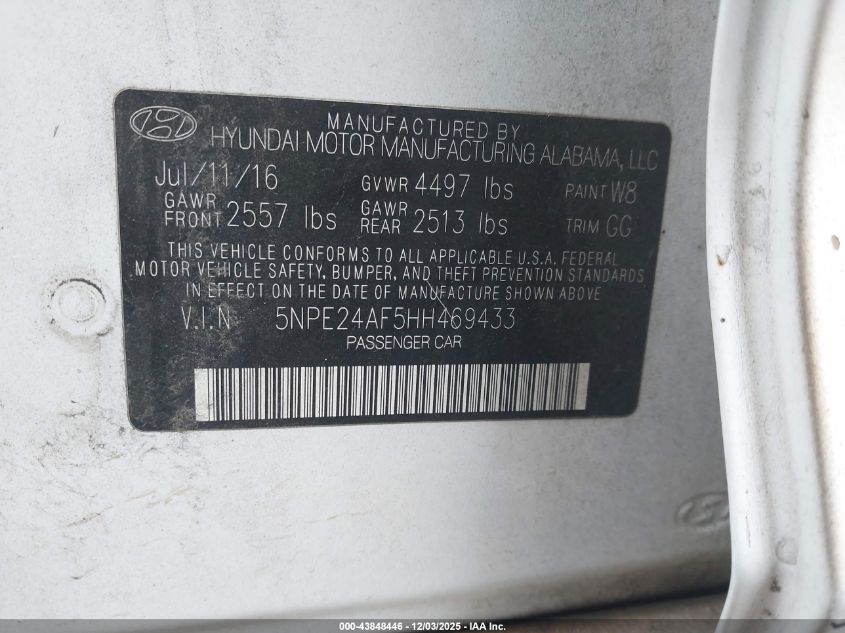 MANUFACTURED BY
HYUNDAI MOTOR MANUFACTURING ALABAMA, LLC
Jul/11/16 GVWR 4497 lbs PAINT W8
GAWR FRONT 2557 lbs GAWR REAR 2513 lbs TRIM GG
THIS VEHICLE CONFORMS TO ALL APPLICABLE U.S.A. FEDERAL
MOTOR VEHICLE SAFETY, BUMPER, AND THEFT PREVENTION STANDARDS
IN EFFECT ON THE DATE OF MANUFACTURE SHOWN ABOVE
V.I.N 5NPE24AF5HH469433
PASSENGER CAR
000-43848446 - 12/03/2025 - IAA Inc.